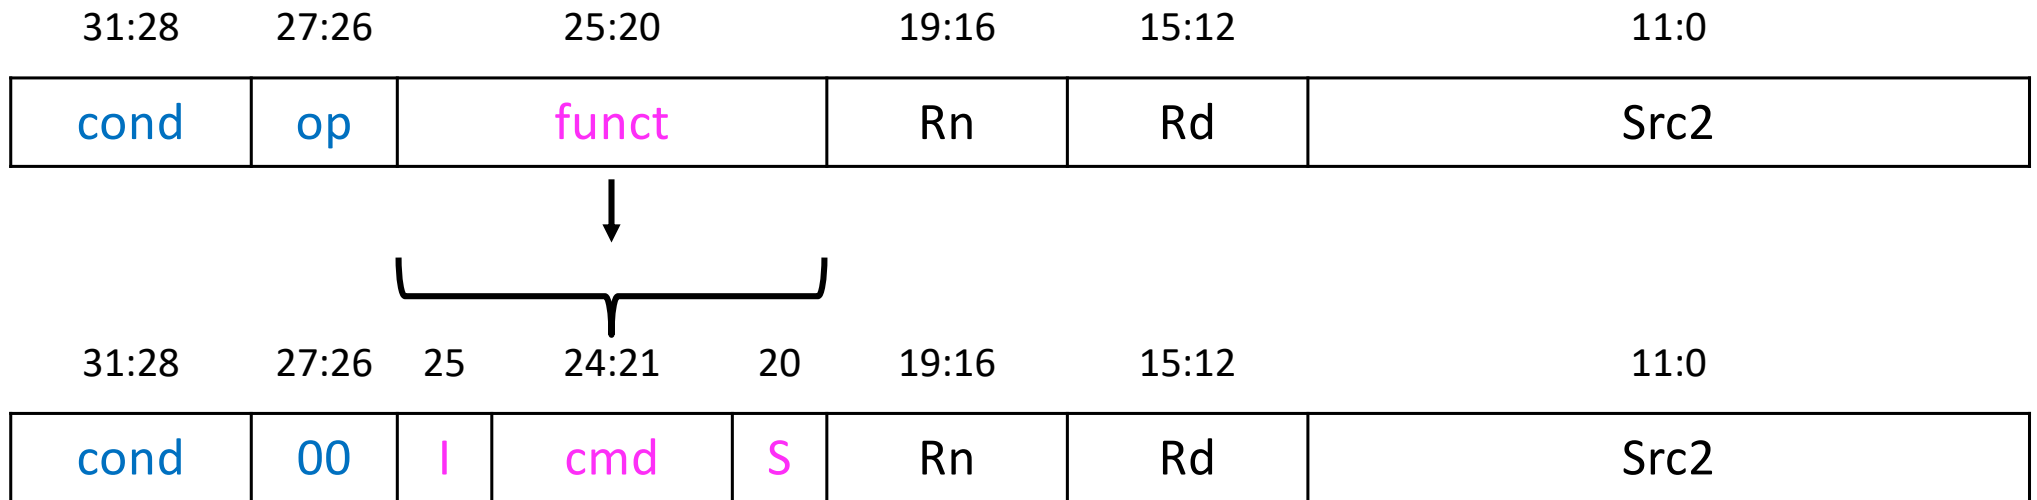 31:28 27:26 25:20 19:16 15:12 11:0
cond op funct Rn Rd Src2
31:28 27:26 25 24:21 20 19:16 15:12 11:0
cond 00 I cmd S Rn Rd Src2